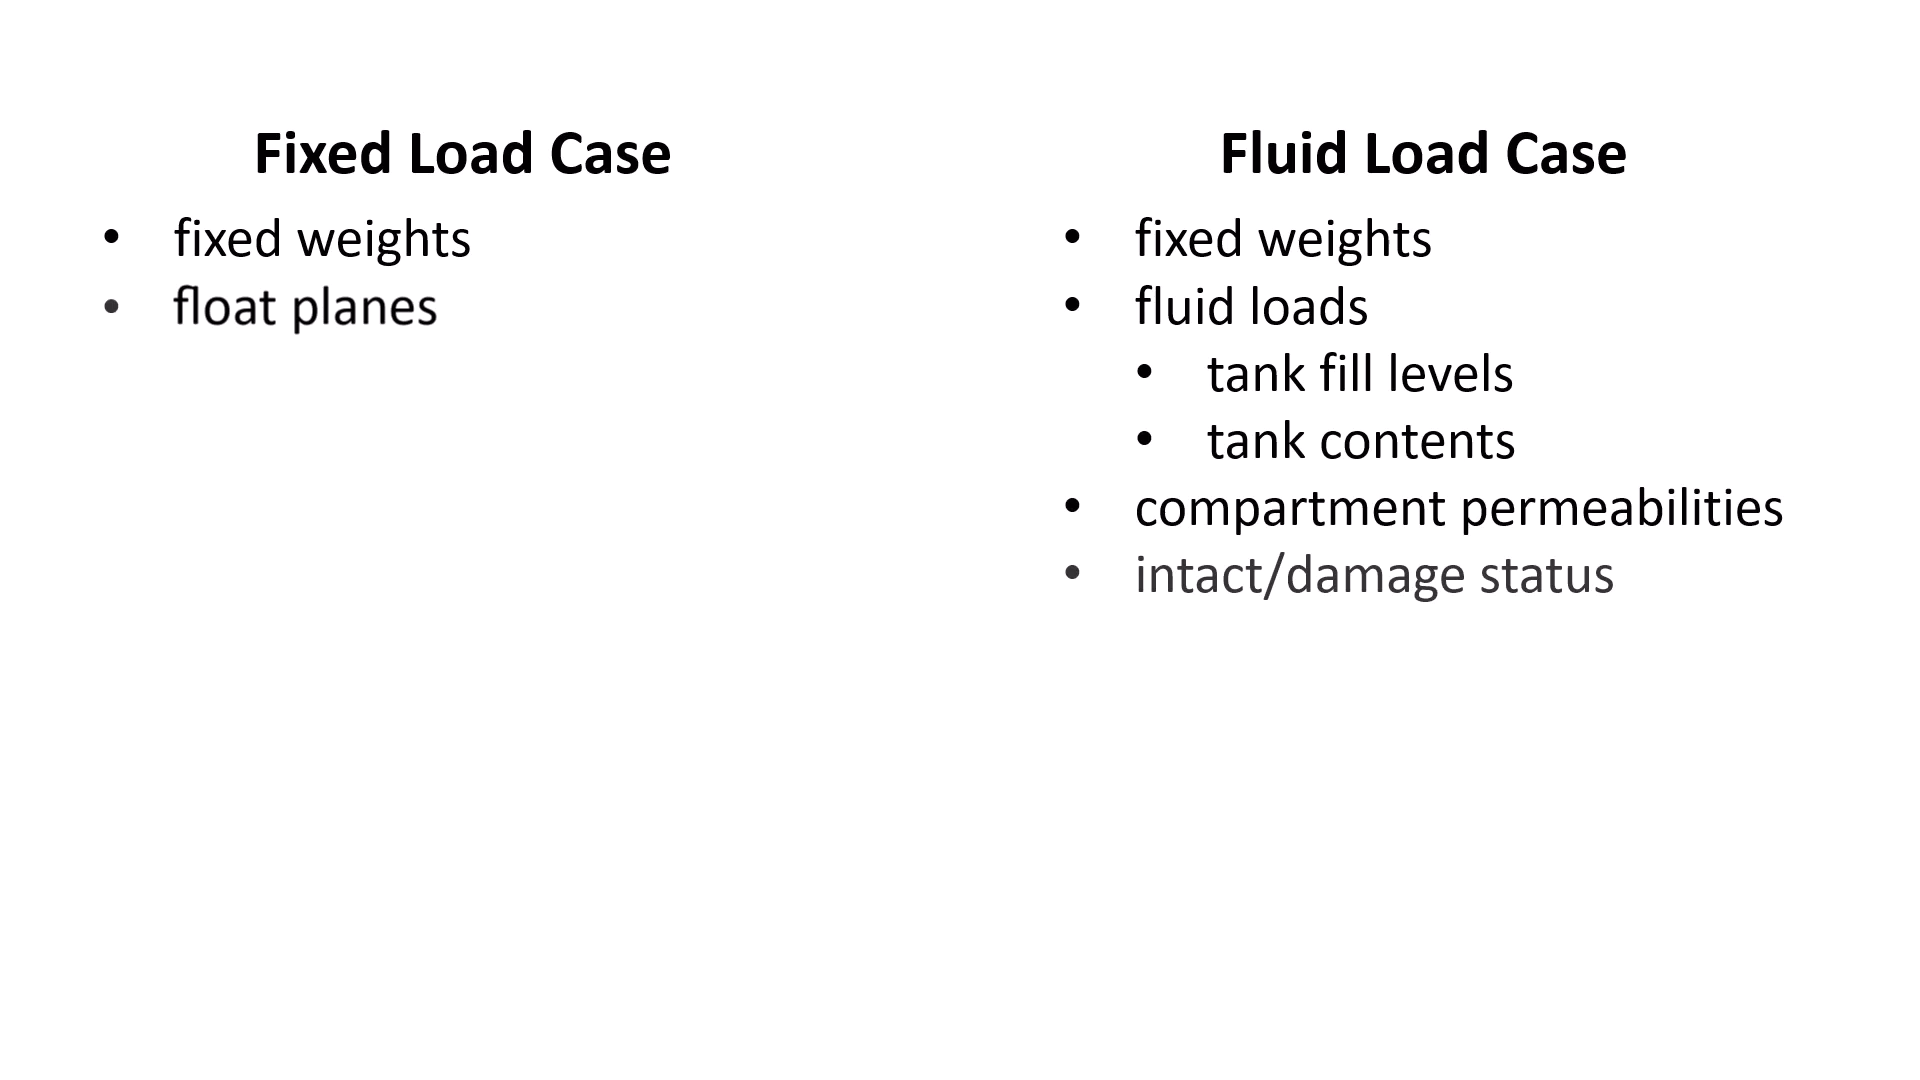 Fixed Load Case
• fixed weights
• float planes
Fluid Load Case
• fixed weights
• fluid loads
• tank fill levels
• tank contents
• compartment permeabilities
• intact/damage status